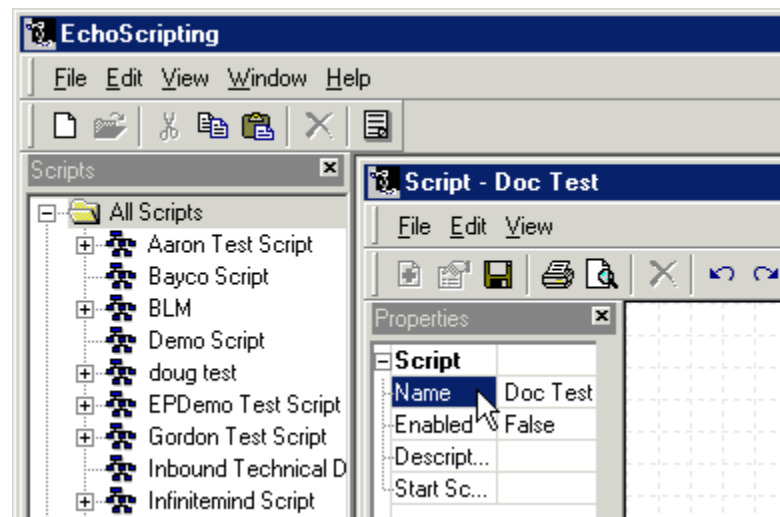 EchoScripting
File Edit View Window Help
Scripts
All Scripts
Aaron Test Script
Bayco Script
BLM
Demo Script
doug test
EPDemo Test Script
Gordon Test Script
Inbound Technical D
Infinitemind Script
Script - Doc Test
File Edit View
Properties
Script
Name Doc Test
Enabled False
Descript...
Start Sc...